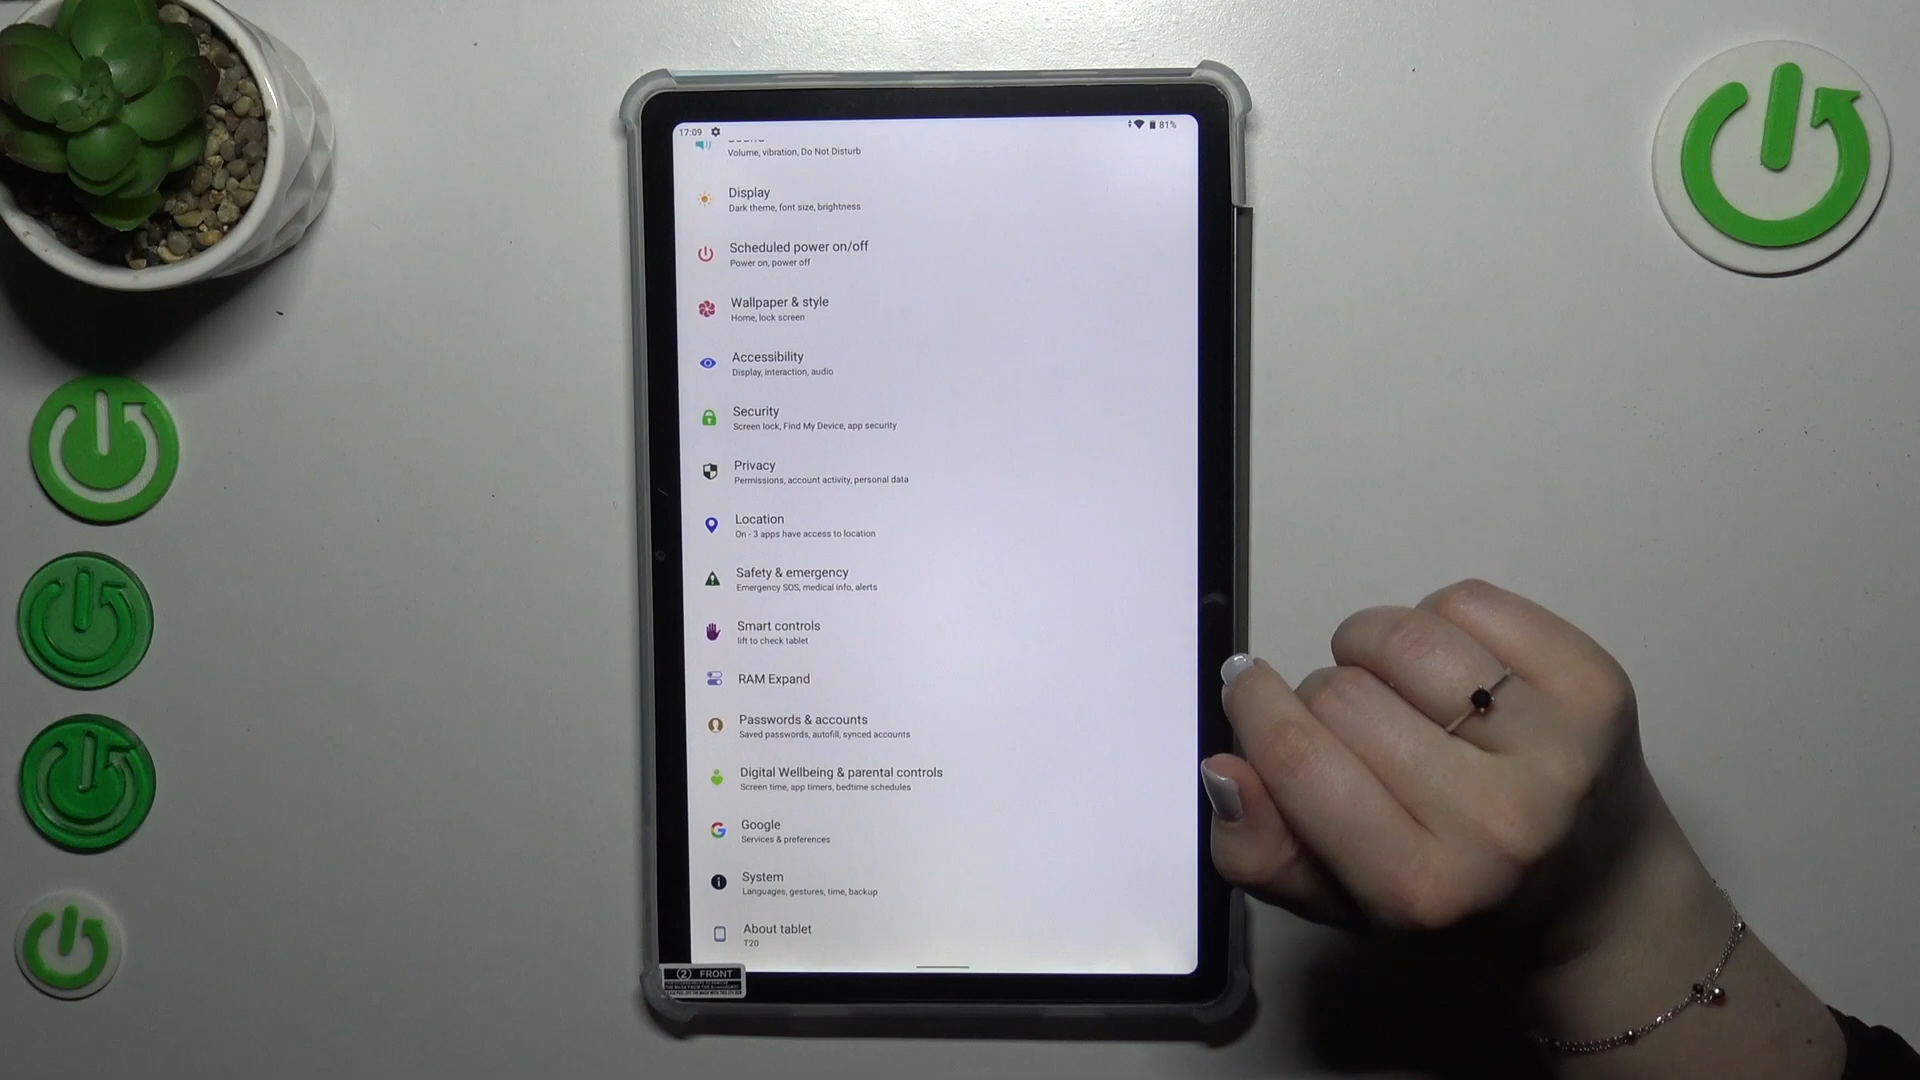 17:09 81%
Volume, vibration, Do Not Disturb
Display
Dark theme, font size, brightness
Scheduled power on/off
Power on, power off
Wallpaper & style
Home, lock screen
Accessibility
Display, interaction, audio
Security
Screen lock, Find My Device, app security
Privacy
Permissions, account activity, personal data
Location
On - 3 apps have access to location
Safety & emergency
Emergency SOS, medical info, alerts
Smart controls
lift to check tablet
RAM Expand
Passwords & accounts
Saved passwords, autofill, synced accounts
Digital Wellbeing & parental controls
Screen time, app timers, bedtime schedules
Google
Services & preferences
System
Languages, gestures, time, backup
About tablet
T20
2 FRONT